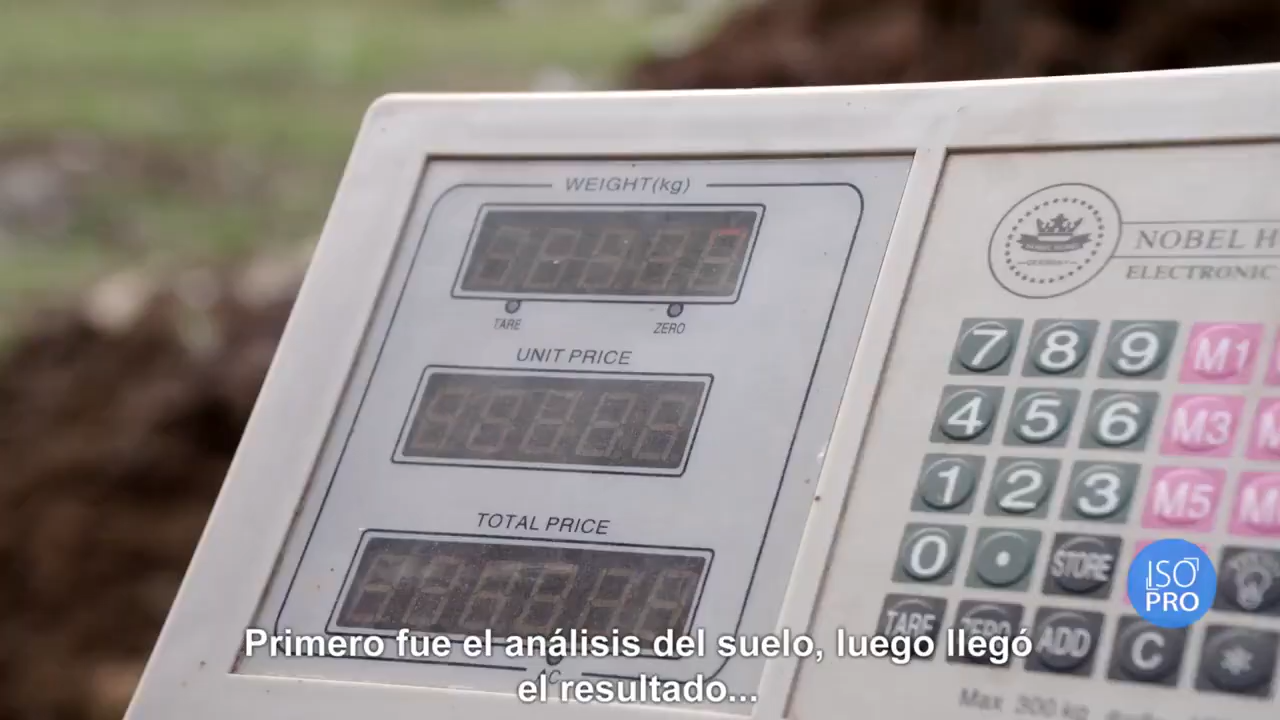 WEIGHT(kg)
TARE
ZERO
UNIT PRICE
TOTAL PRICE
NOBEL H
ELECTRONIC
7 8 9 M1
4 5 6 M3
1 2 3 M5
0 . STORE
TARE ZERO ADD C *
Max 300 kg
ISO
PRO
Primero fue el análisis del suelo, luego llegó
el resultado...